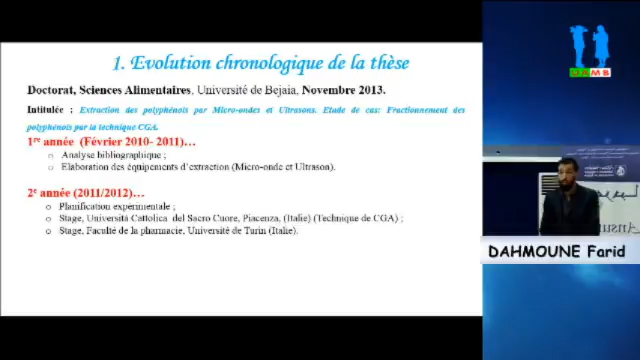 1. Evolution chronologique de la thèse
Doctorat, Sciences Alimentaires, Université de Bejaia, Novembre 2013.
Intitulée : Extraction des polyphénols par Micro-ondes et Ultrasons. Etude de cas: Fractionnement des
polyphénols par la technique CGA.
1re année (Février 2010- 2011)…
o Analyse bibliographique ;
o Elaboration des équipements d’extraction (Micro-onde et Ultrason).
2e année (2011/2012)…
o Planification expérimentale ;
o Stage, Universitá Cattolica del Sacro Cuore, Piacenza, (Italie) (Technique de CGA) ;
o Stage, Faculté de la pharmacie, Université de Turin (Italie).
DAHMOUNE Farid